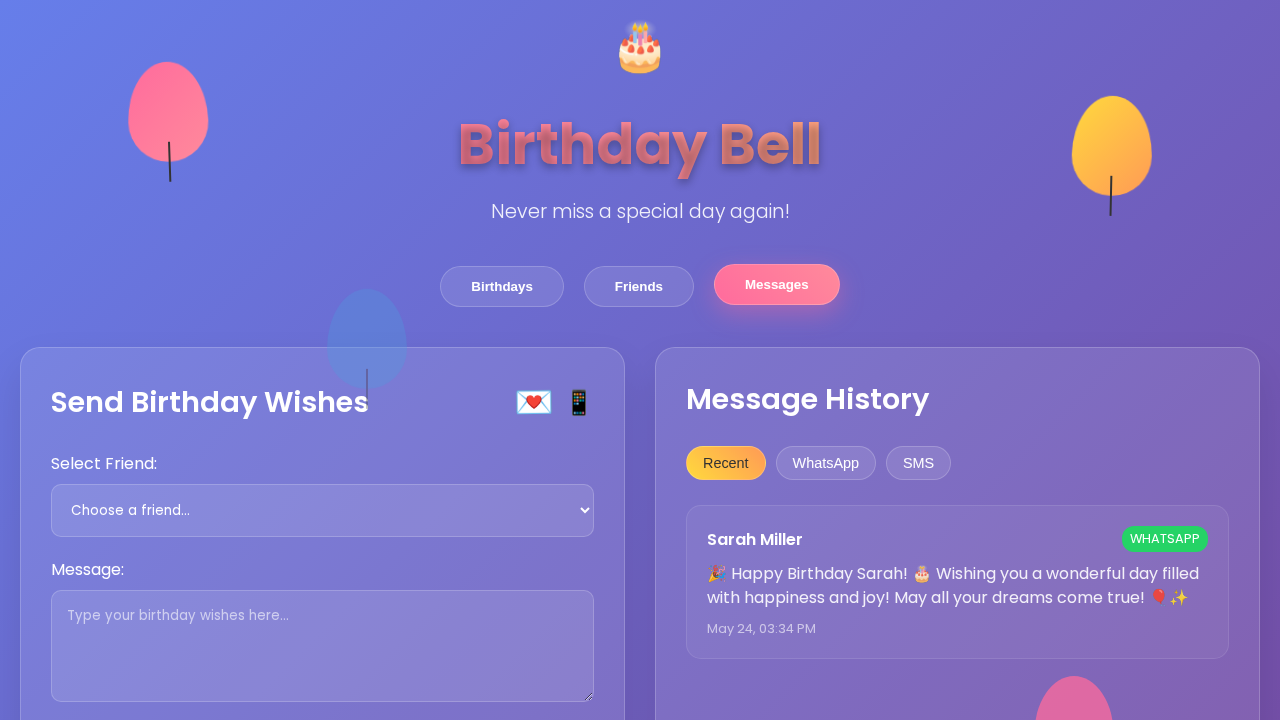 Birthday Bell
Never miss a special day again!
Birthdays
Friends
Messages
Send Birthday Wishes
Select Friend:
Choose a friend...
Message:
Type your birthday wishes here...
Message History
Recent
WhatsApp
SMS
Sarah Miller
WHATSAPP
🎉 Happy Birthday Sarah! 🎂 Wishing you a wonderful day filled
with happiness and joy! May all your dreams come true! 🎈✨
May 24, 03:34 PM